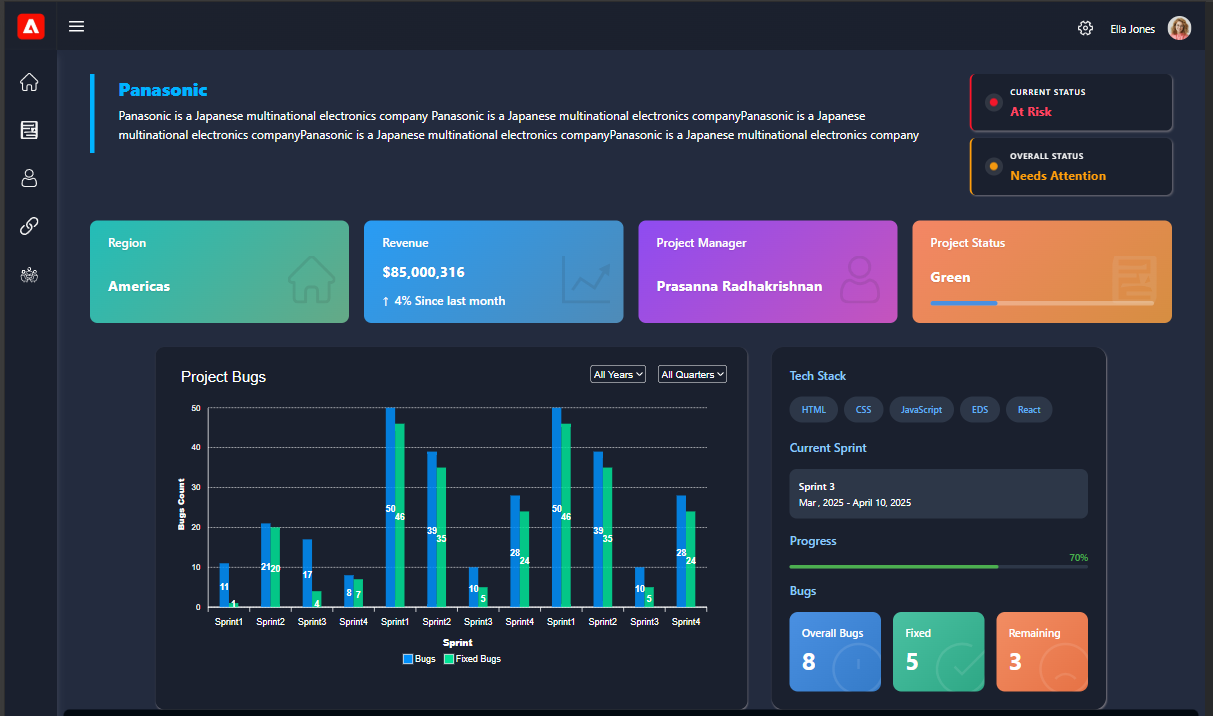 Ella Jones
Panasonic
Panasonic is a Japanese multinational electronics company Panasonic is a Japanese multinational electronics companyPanasonic is a Japanese
multinational electronics companyPanasonic is a Japanese multinational electronics companyPanasonic is a Japanese multinational electronics company
CURRENT STATUS
At Risk
OVERALL STATUS
Needs Attention
Region
Americas
Revenue
$85,000,316
↑ 4% Since last month
Project Manager
Prasanna Radhakrishnan
Project Status
Green
Project Bugs
All Years
All Quarters
Bugs Count
50
40
30
20
10
0
11 1 21 20 17 4 8 7 50 46 39 35 10 5 28 24 50 46 39 35 10 5 28 24
Sprint1 Sprint2 Sprint3 Sprint4 Sprint1 Sprint2 Sprint3 Sprint4 Sprint1 Sprint2 Sprint3 Sprint4
Sprint
Bugs Fixed Bugs
Tech Stack
HTML CSS JavaScript EDS React
Current Sprint
Sprint 3
Mar , 2025 - April 10, 2025
Progress
70%
Bugs
Overall Bugs
8
Fixed
5
Remaining
3